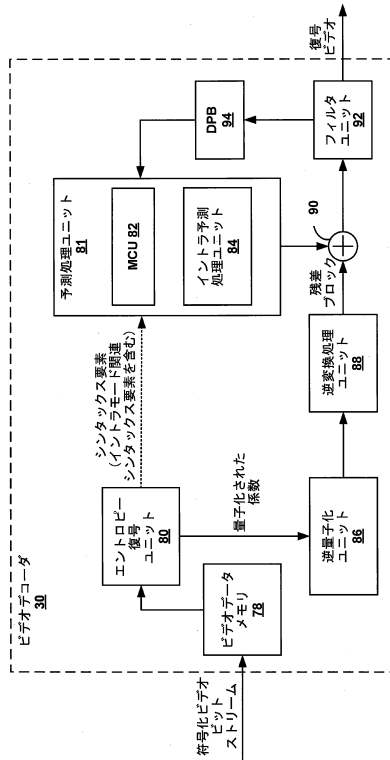 ビデオデコーダ
30
符号化ビデオ
ビット
ストリーム
ビデオデータ
メモリ
78
エントロピー
復号
ユニット
80
シンタックス要素
(イントラモード関連
シンタックス要素を含む)
量子化された
係数
予測処理ユニット
81
MCU 82
イントラ予測
処理ユニット
84
逆量子化
ユニット
86
逆変換処理
ユニット
88
残差
ブロック
90
DPB
94
フィルタ
ユニット
92
復号
ビデオ